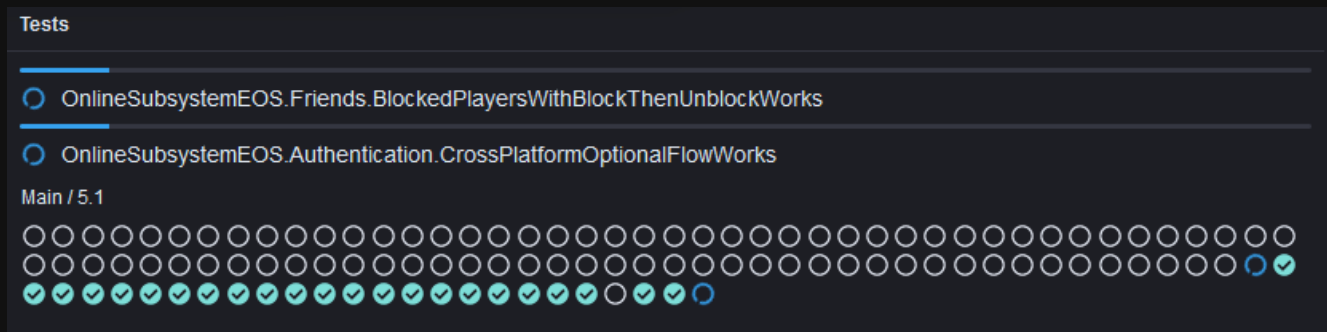 Tests
OnlineSubsystemEOS.Friends.BlockedPlayersWithBlockThenUnblockWorks
OnlineSubsystemEOS.Authentication.CrossPlatformOptionalFlowWorks
Main / 5.1